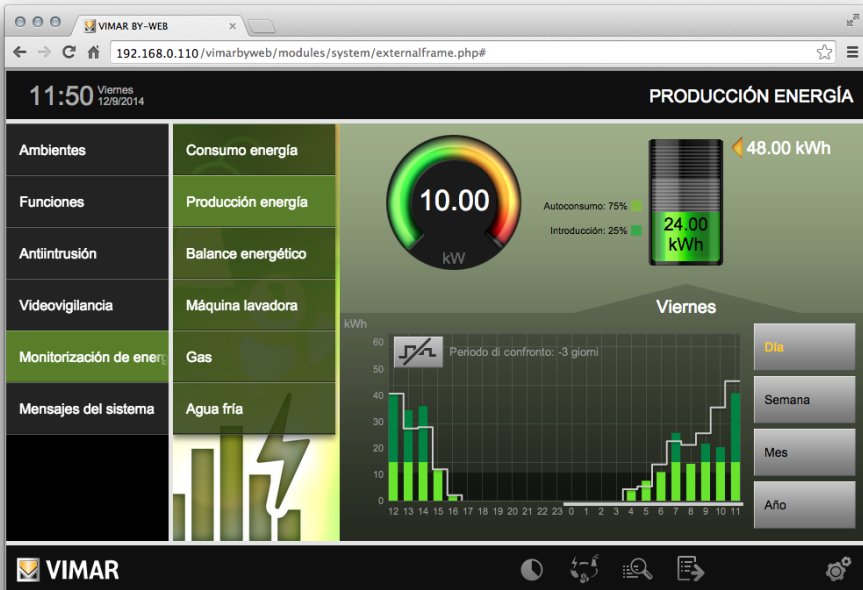 VIMAR BY-WEB
192.168.0.110/vimarbyweb/modules/system/externalframe.php#
11:50 Viernes 12/9/2014
PRODUCCIÓN ENERGÍA
Ambientes
Funciones
Antiintrusión
Videovigilancia
Monitorización de energ
Mensajes del sistema
Consumo energía
Producción energía
Balance energético
Máquina lavadora
Gas
Agua fría
10.00
kW
48.00 kWh
Autoconsumo: 75%
Introducción: 25%
24.00
kWh
Viernes
kWh
Periodo di confronto: -3 giorni
60
50
40
30
20
10
0
12 13 14 15 16 17 18 19 20 21 22 23 0 1 2 3 4 5 6 7 8 9 10 11
Día
Semana
Mes
Año
VIMAR